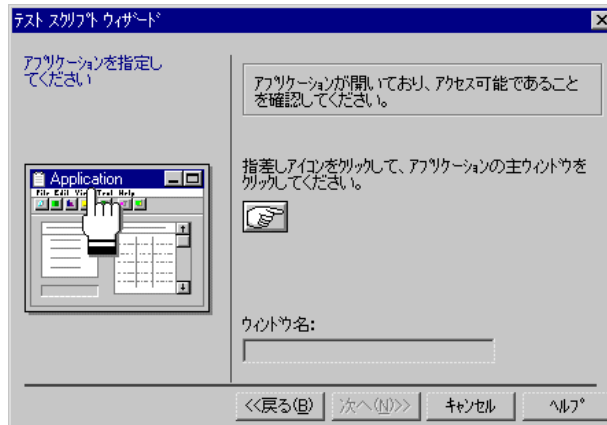 テスト スクリプト ウィザード
アプリケーションを指定し
てください
アプリケーションが開いており、アクセス可能であること
を確認してください。
Application
File Edit View Tool Help
指差しアイコンをクリックして、アプリケーションの主ウィンドウを
クリックしてください。
ウィンドウ名:
<<戻る(B)
次へ(N)>>
キャンセル
ヘルプ